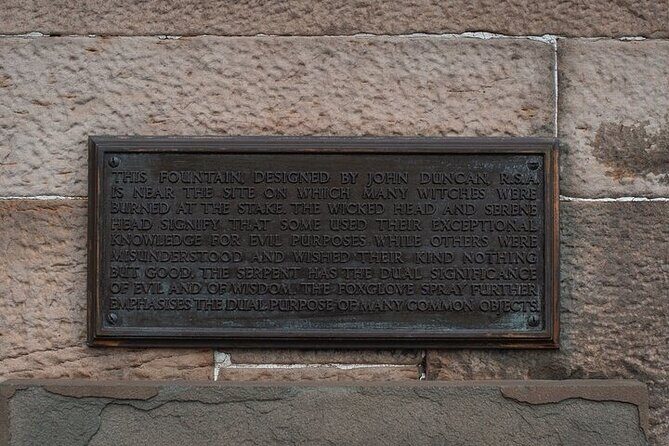 THIS FOUNTAIN, DESIGNED BY JOHN DUNCAN, R.S.A.
IS NEAR THE SITE ON WHICH MANY WITCHES WERE
BURNED AT THE STAKE. THE WICKED HEAD AND SERENE
HEAD SIGNIFY THAT SOME USED THEIR EXCEPTIONAL
KNOWLEDGE FOR EVIL PURPOSES WHILE OTHERS WERE
MISUNDERSTOOD AND WISHED THEIR KIND NOTHING
BUT GOOD. THE SERPENT HAS THE DUAL SIGNIFICANCE
OF EVIL AND OF WISDOM. THE FOXGLOVE SPRAY FURTHER
EMPHASISES THE DUAL PURPOSE OF MANY COMMON OBJECTS.